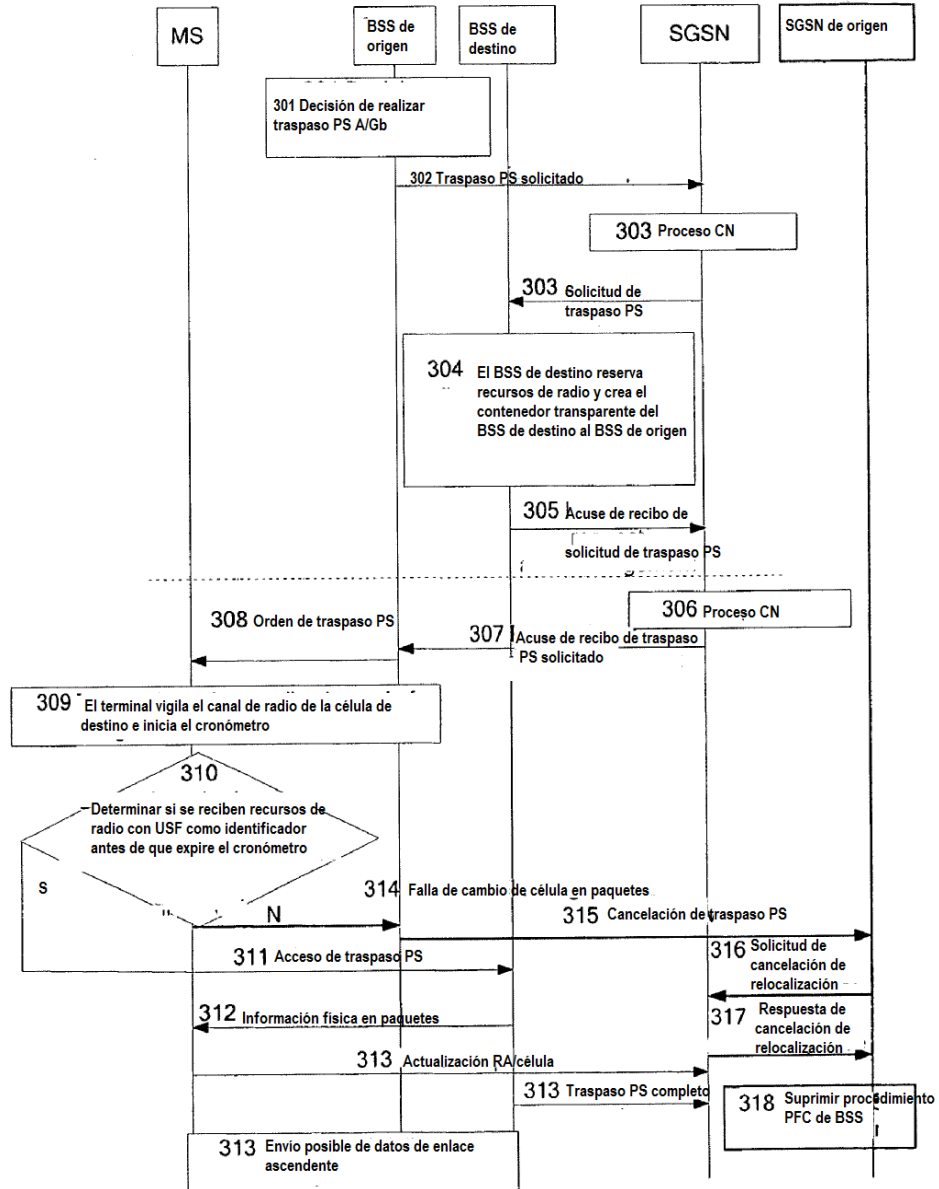 MS
BSS de
origen
BSS de
destino
SGSN
SGSN de origen
301 Decisión de realizar
traspaso PS A/Gb
302 Traspaso PS solicitado
303 Proceso CN
303 Solicitud de
traspaso PS
304 El BSS de destino reserva
recursos de radio y crea el
contenedor transparente del
BSS de destino al BSS de origen
305 Acuse de recibo de
solicitud de traspaso PS
306 Proceso CN
308 Orden de traspaso PS
307 Acuse de recibo de traspaso
PS solicitado
309 El terminal vigila el canal de radio de la célula de
destino e inicia el cronómetro
310
Determinar si se reciben recursos de
radio con USF como identificador
antes de que expire el cronómetro
S
N
314 Falla de cambio de célula en paquetes
315 Cancelación de traspaso PS
316 Solicitud de
cancelación de
relocalización
311 Acceso de traspaso PS
312 Información física en paquetes
317 Respuesta de
cancelación de
relocalización
313 Actualización RA/célula
313 Traspaso PS completo
318 Suprimir procedimiento
PFC de BSS
313 Envío posible de datos de enlace
ascendente